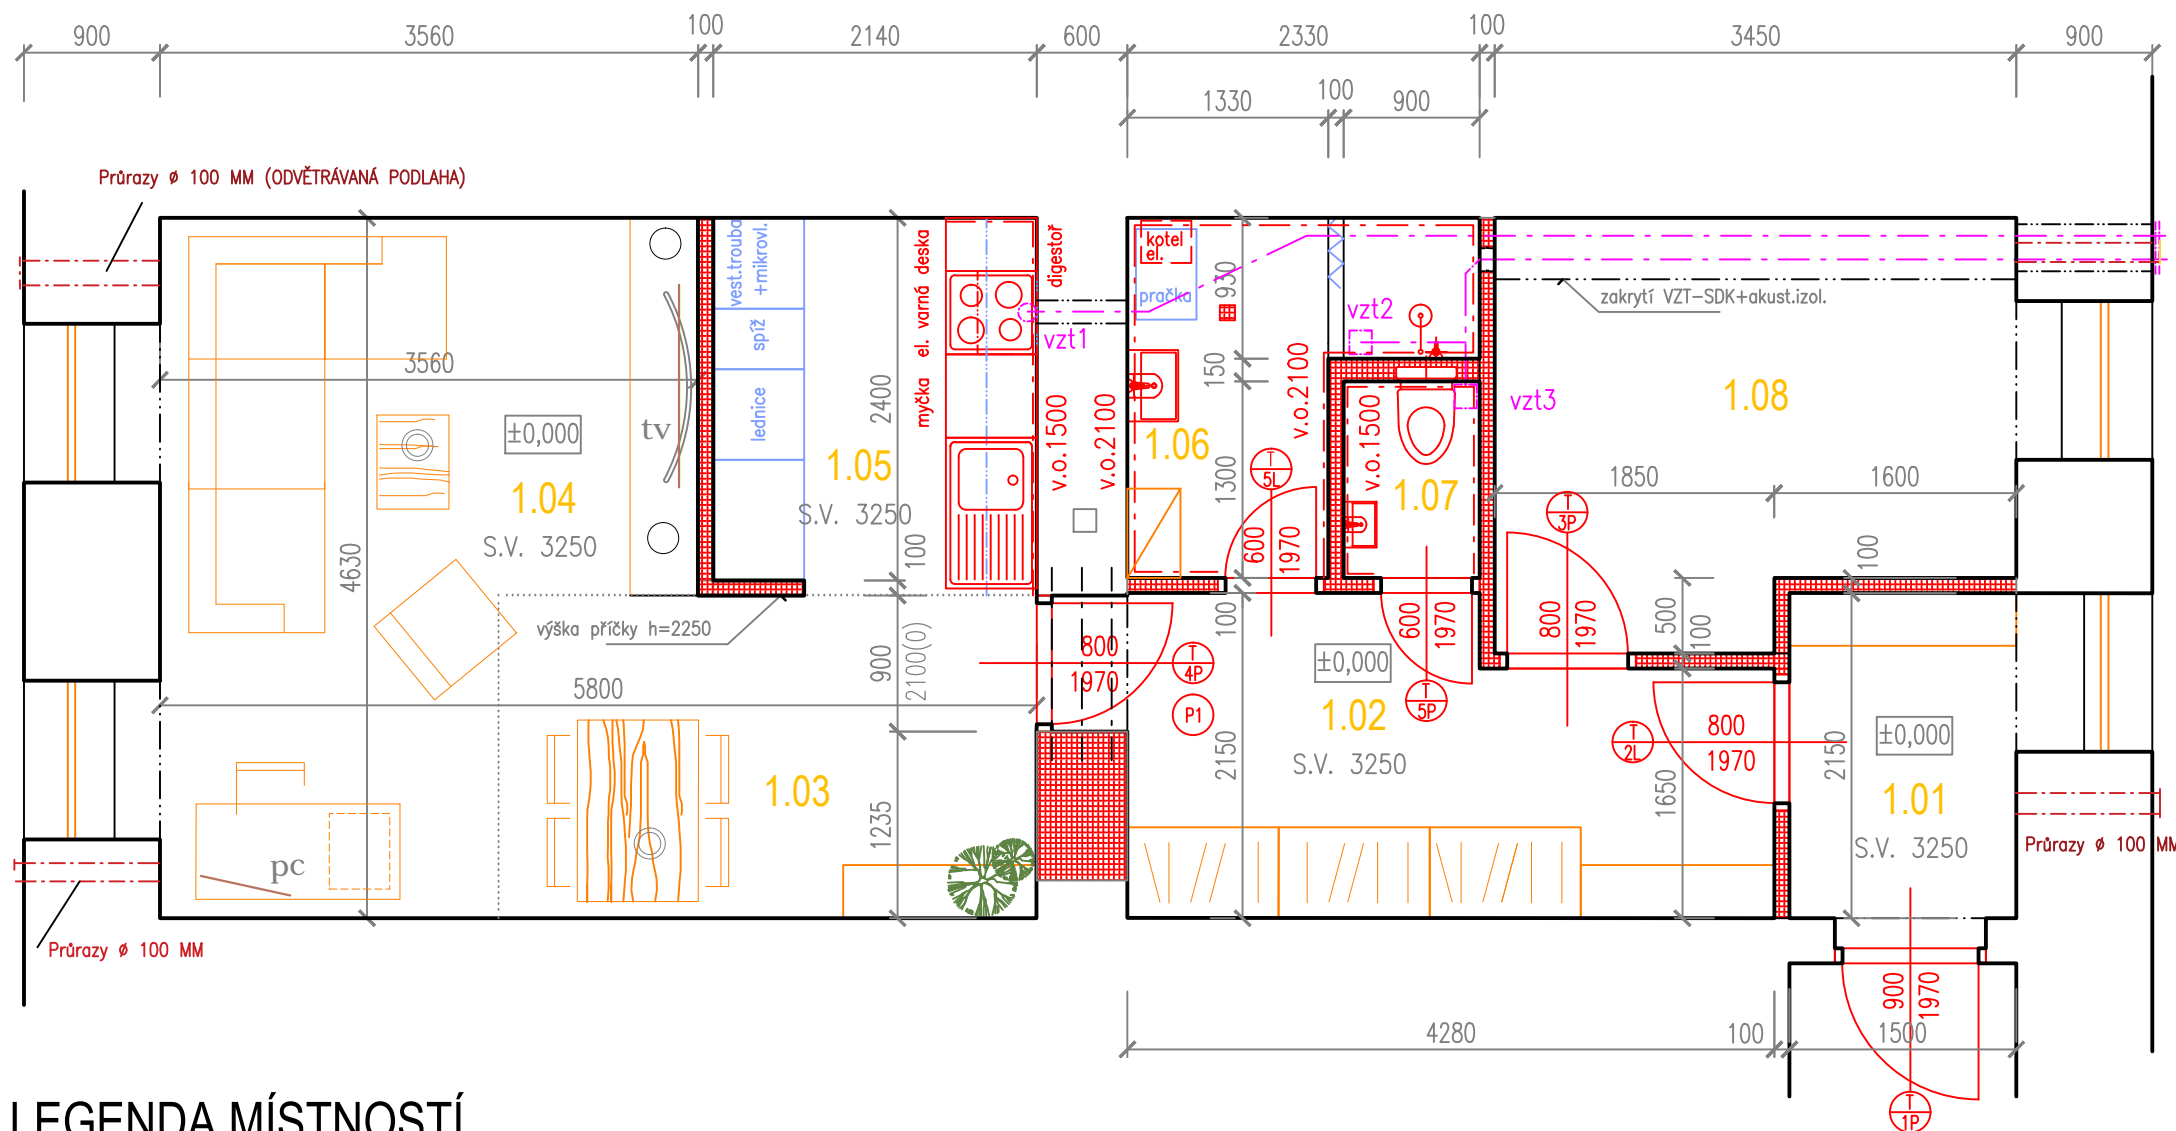 900 3560 100 2140 600 2330 100 3450 900
1330 100 900
Průrazy ø 100 MM (ODVĚTRÁVANÁ PODLAHA)
vest.trouba
+mikrovl.
spíž
lednice
myčka el. varná deska
digestoř
kotel
el.
pračka
930
vzt1
vzt2
vzt3
zakrytí VZT-SDK+akust.izol.
3560
±0,000
tv
1.04
S.V. 3250
4630
2400
1.05
S.V. 3250
100
v.o.1500
v.o.2100
150
1.06
1300
v.o.2100
v.o.1500
1.07
1.08
1850 1600
T
5L
600
1970
T
3P
800
1970
600
1970
100
500
100
výška příčky h=2250
900
2100(0)
5800
800
1970
T
4P
P1
100
±0,000
1.02
S.V. 3250
T
5P
T
2L
800
1970
2150
1650
2150
±0,000
1.01
S.V. 3250
1.03
1235
pc
Průrazy ø 100 MM
Průrazy ø 100 MM
900
1970
4280 100 1500
T
1P
LEGENDA MÍSTNOSTÍ